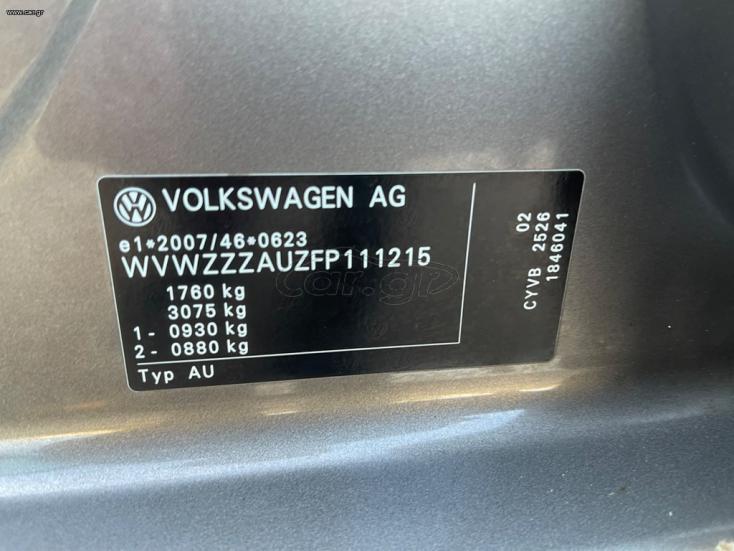 www.car.gr
VOLKSWAGEN AG
e1*2007/46*0623
WVWZZZAUZFP111215
1760 kg
3075 kg
1- 0930 kg
2- 0880 kg
Typ AU
02
CYVB 2526
1846041
car.gr